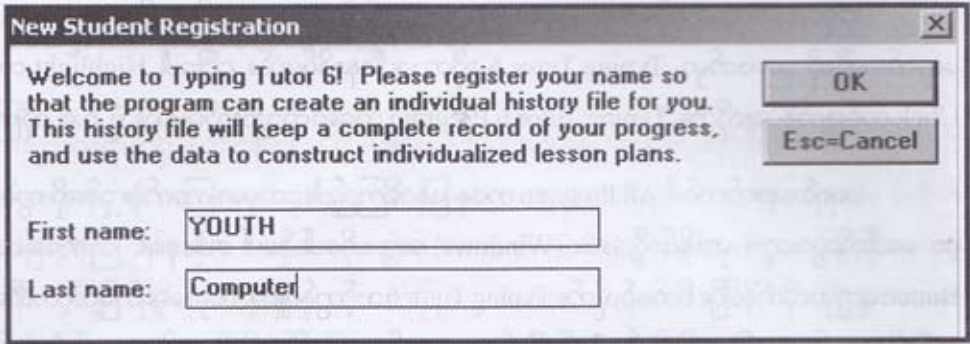 New Student Registration
Welcome to Typing Tutor 6! Please register your name so
that the program can create an individual history file for you.
This history file will keep a complete record of your progress,
and use the data to construct individualized lesson plans.
OK
Esc=Cancel
First name: YOUTH
Last name: Computer